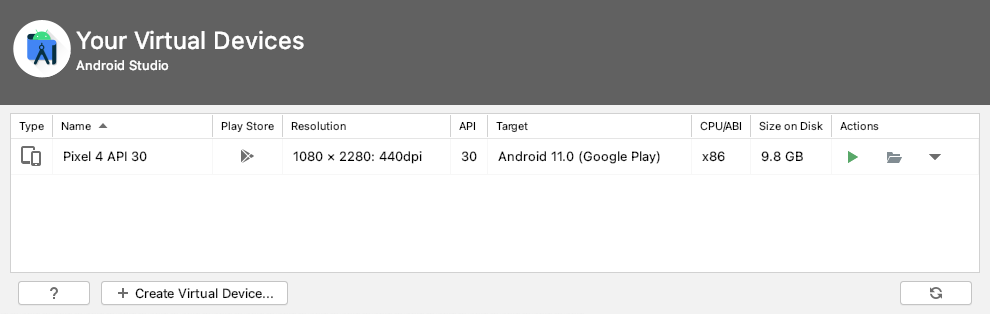 Your Virtual Devices
Android Studio
Type Name Play Store Resolution API Target CPU/ABI Size on Disk Actions
Pixel 4 API 30 1080 × 2280: 440dpi 30 Android 11.0 (Google Play) x86 9.8 GB
? + Create Virtual Device...